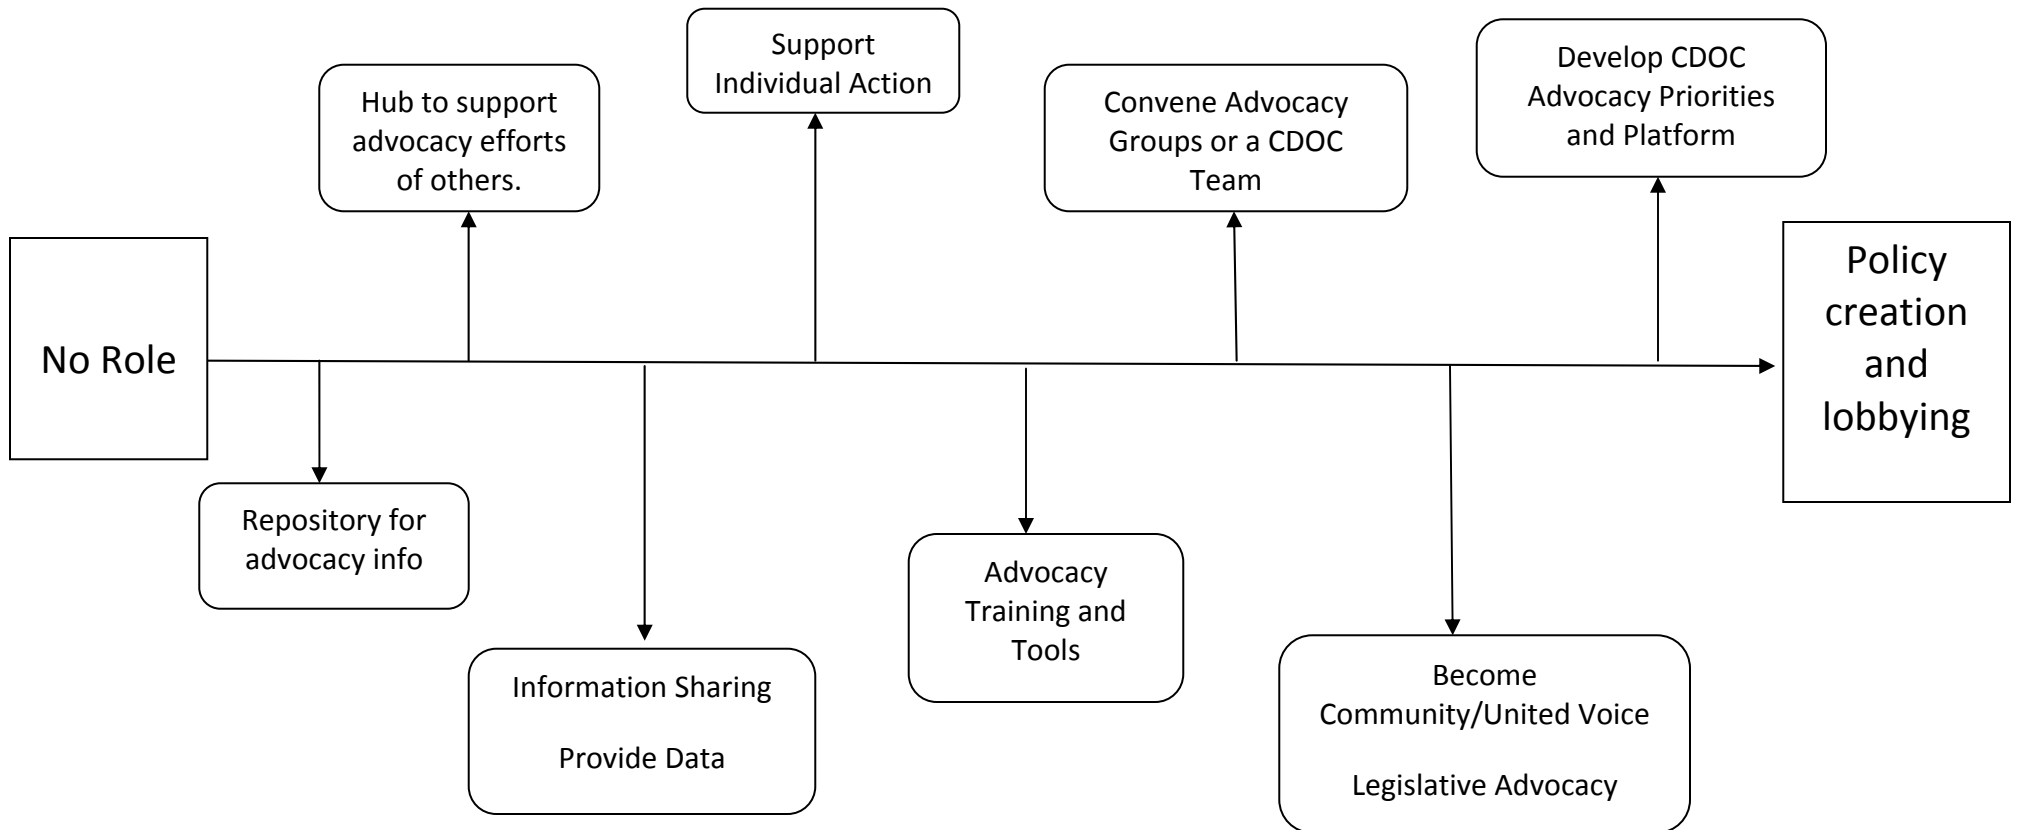 No Role
Repository for
advocacy info
Hub to support
advocacy efforts
of others.
Information Sharing
Provide Data
Support
Individual Action
Advocacy
Training and
Tools
Convene Advocacy
Groups or a CDOC
Team
Become
Community/United Voice
Legislative Advocacy
Develop CDOC
Advocacy Priorities
and Platform
Policy
creation
and
lobbying